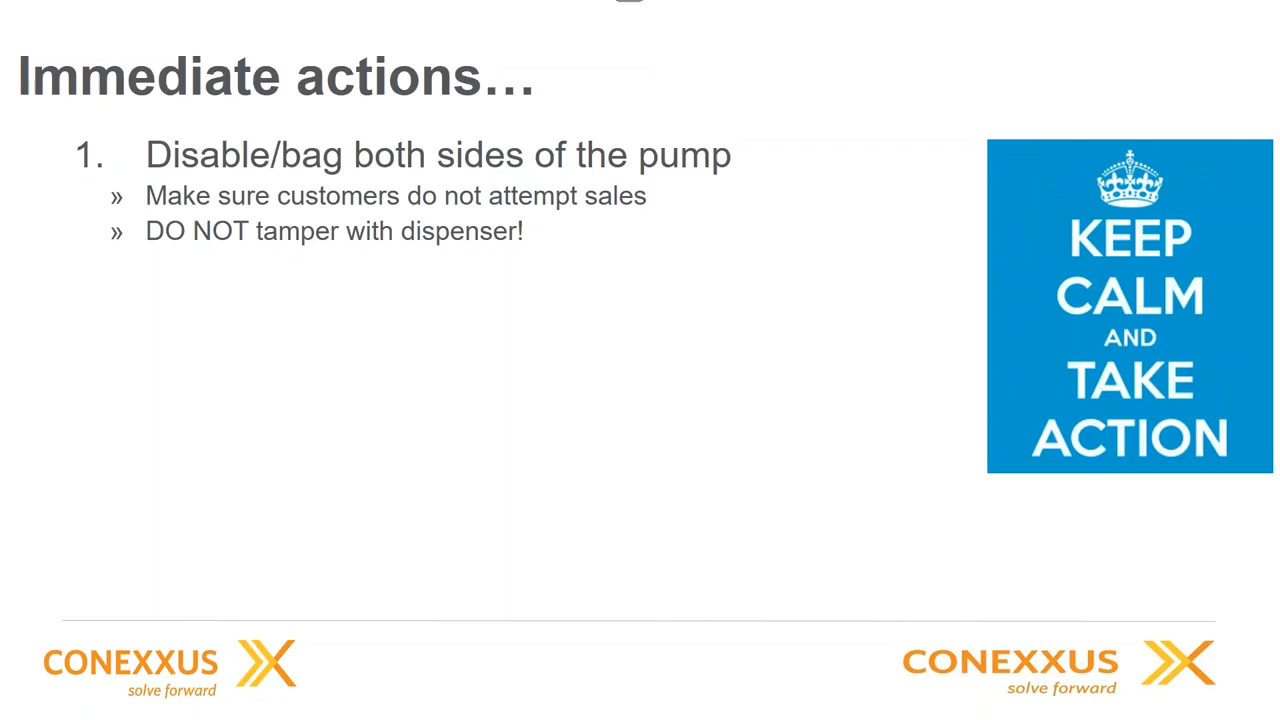 Immediate actions…
1. Disable/bag both sides of the pump
» Make sure customers do not attempt sales
» DO NOT tamper with dispenser!
KEEP
CALM
AND
TAKE
ACTION
CONEXXUS
solve forward
CONEXXUS
solve forward